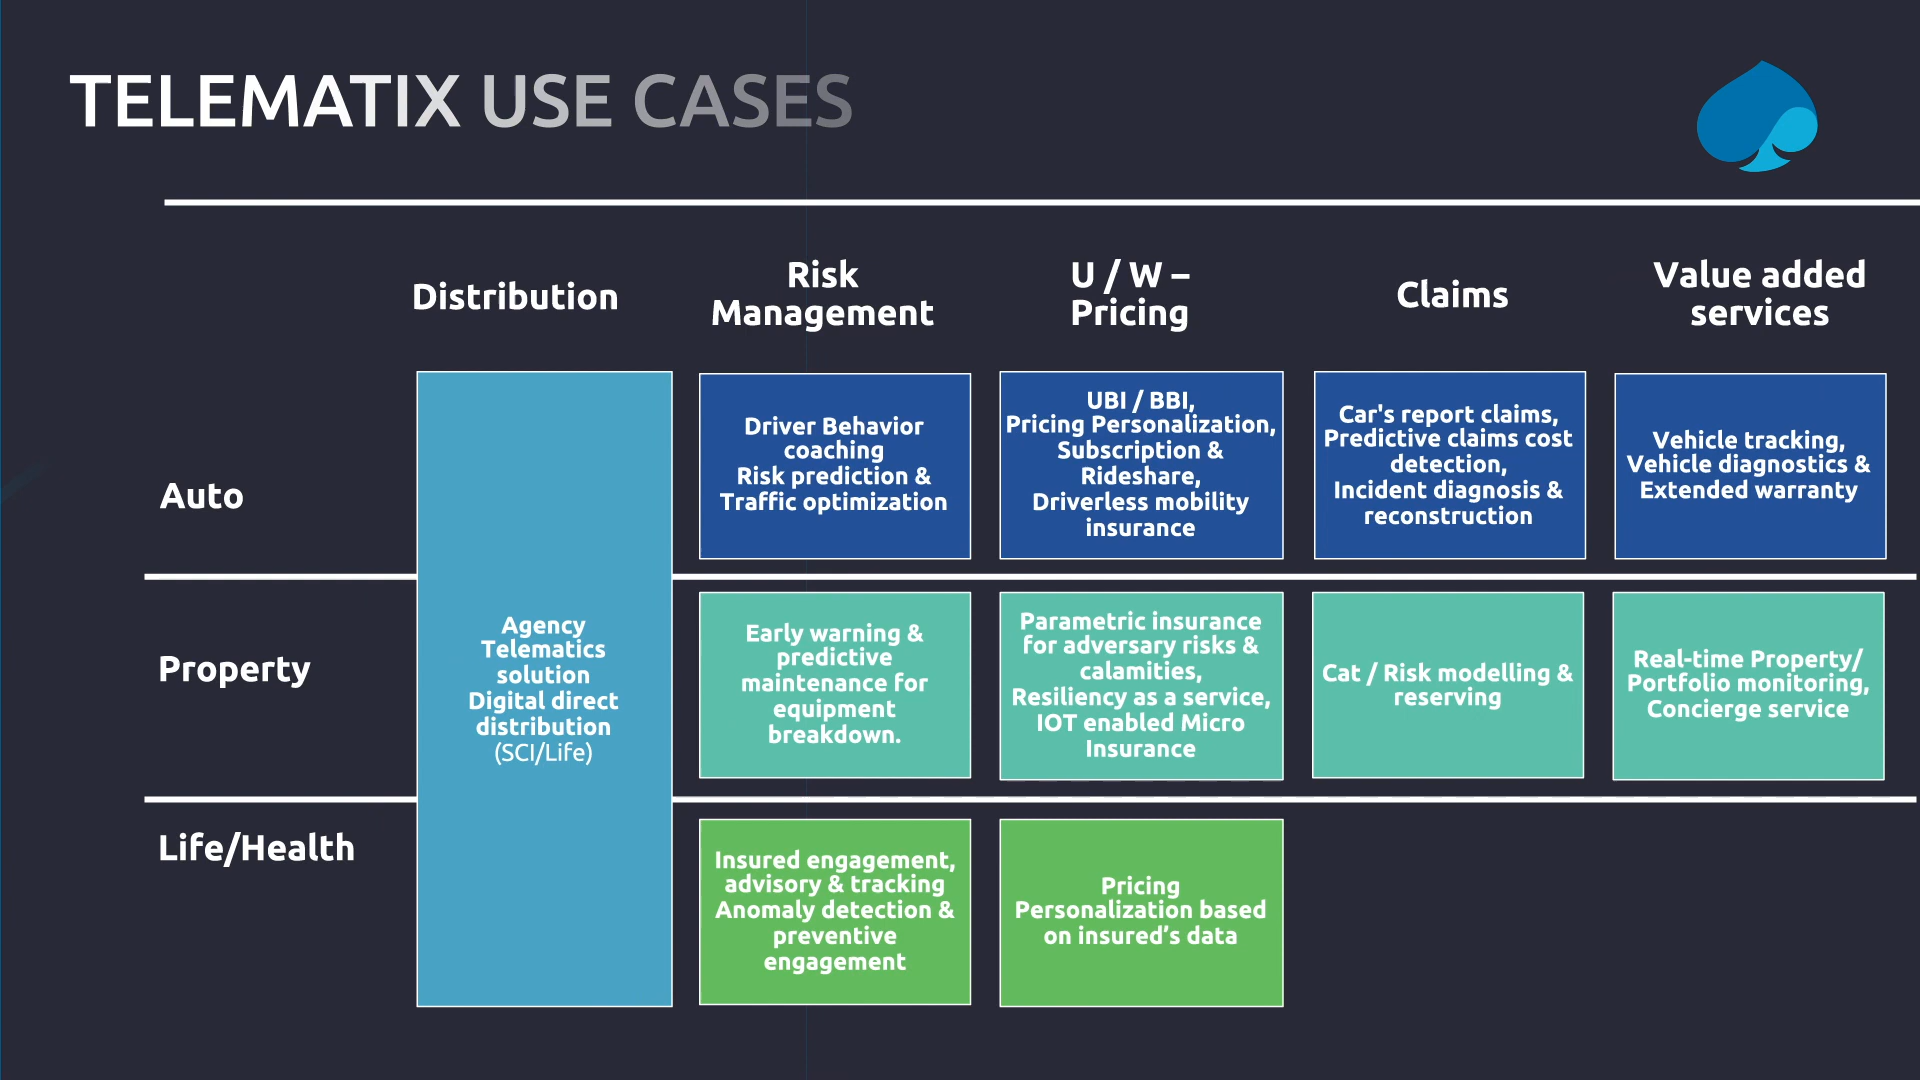 TELEMATIX USE CASES
Distribution
Risk
Management
U / W –
Pricing
Claims
Value added
services
Auto
Property
Life/Health
Agency
Telematics
solution
Digital direct
distribution
(SCI/Life)
Driver Behavior
coaching
Risk prediction &
Traffic optimization
UBI / BBI,
Pricing Personalization,
Subscription &
Rideshare,
Driverless mobility
insurance
Car's report claims,
Predictive claims cost
detection,
Incident diagnosis &
reconstruction
Vehicle tracking,
Vehicle diagnostics &
Extended warranty
Early warning &
predictive
maintenance for
equipment
breakdown.
Parametric insurance
for adversary risks &
calamities,
Resiliency as a service,
IOT enabled Micro
Insurance
Cat / Risk modelling &
reserving
Real-time Property/
Portfolio monitoring,
Concierge service
Insured engagement,
advisory & tracking
Anomaly detection &
preventive
engagement
Pricing
Personalization based
on insured’s data